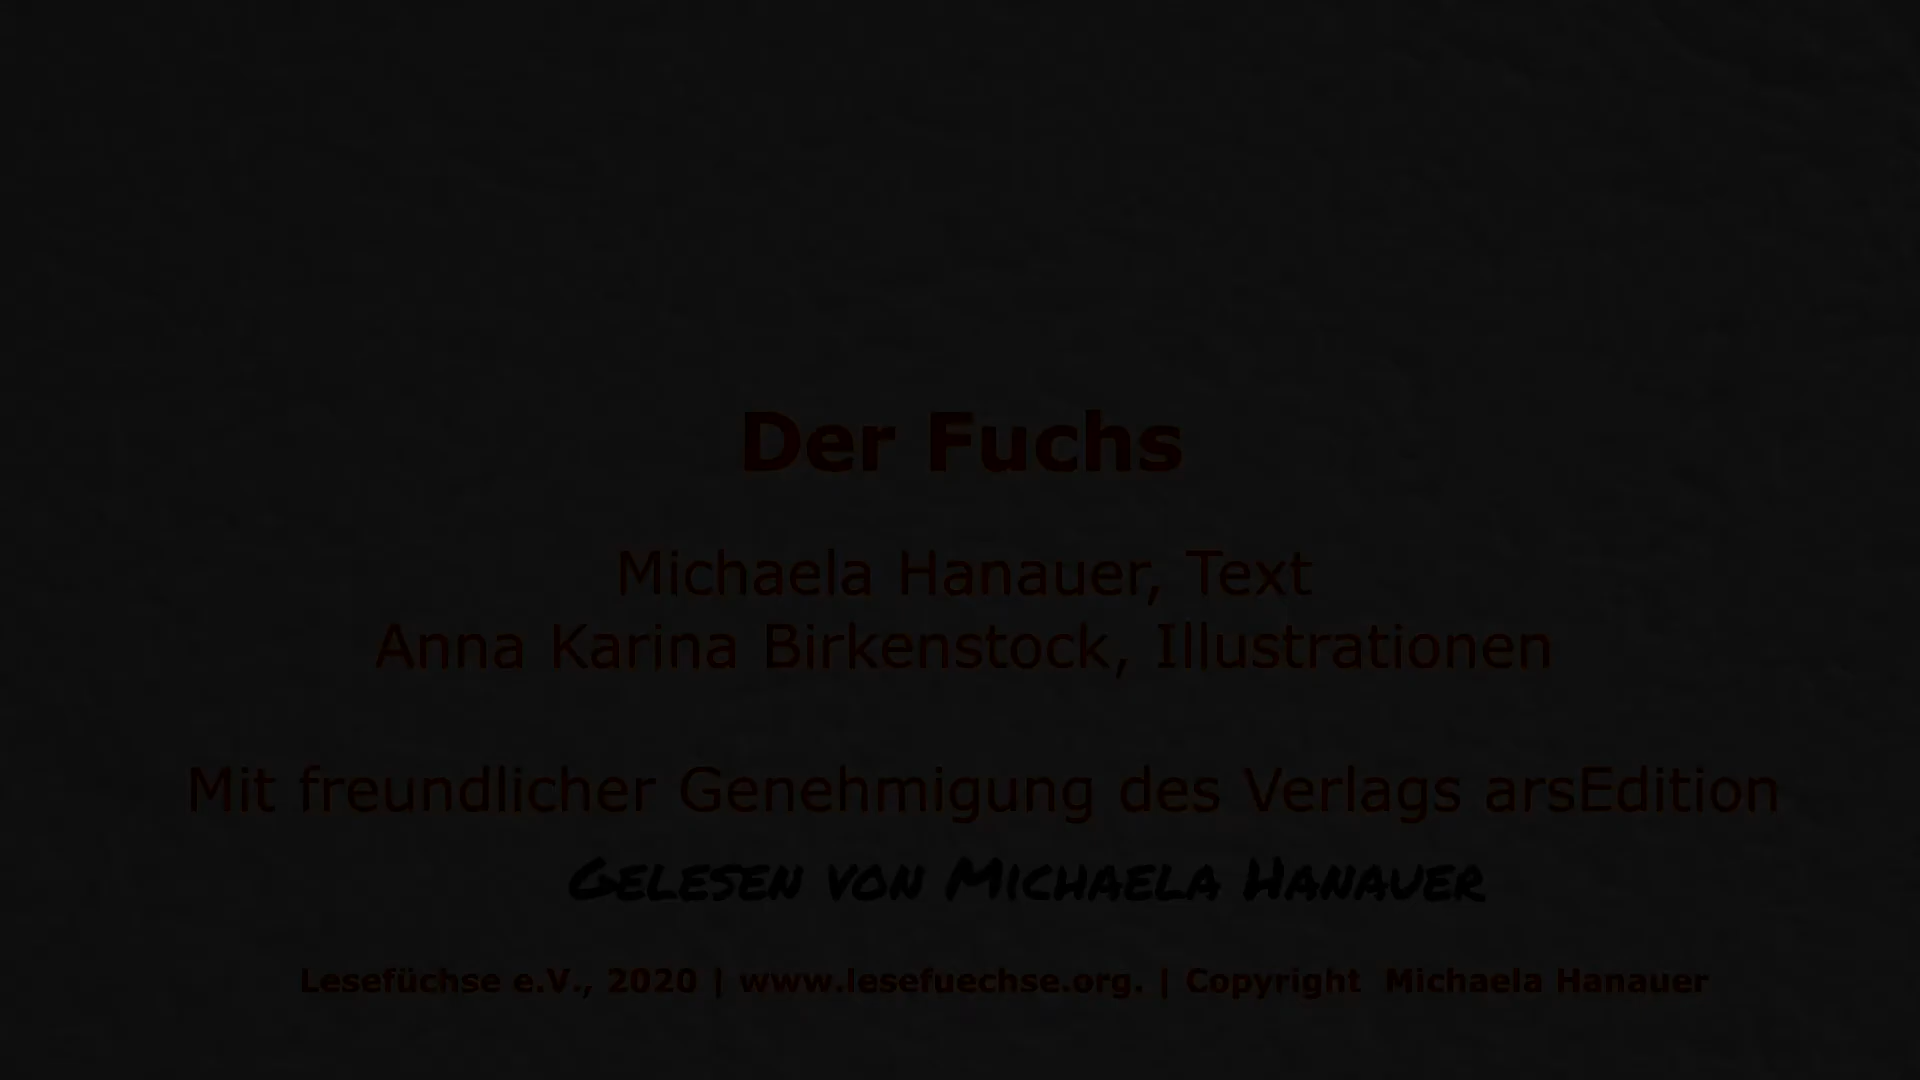 Der Fuchs
Michaela Hanauer, Text
Anna Karina Birkenstock, Illustrationen
Mit freundlicher Genehmigung des Verlags arsEdition
Gelesen von Michaela Hanauer
Lesefüchse e.V., 2020 | www.lesefuechse.org. | Copyright Michaela Hanauer